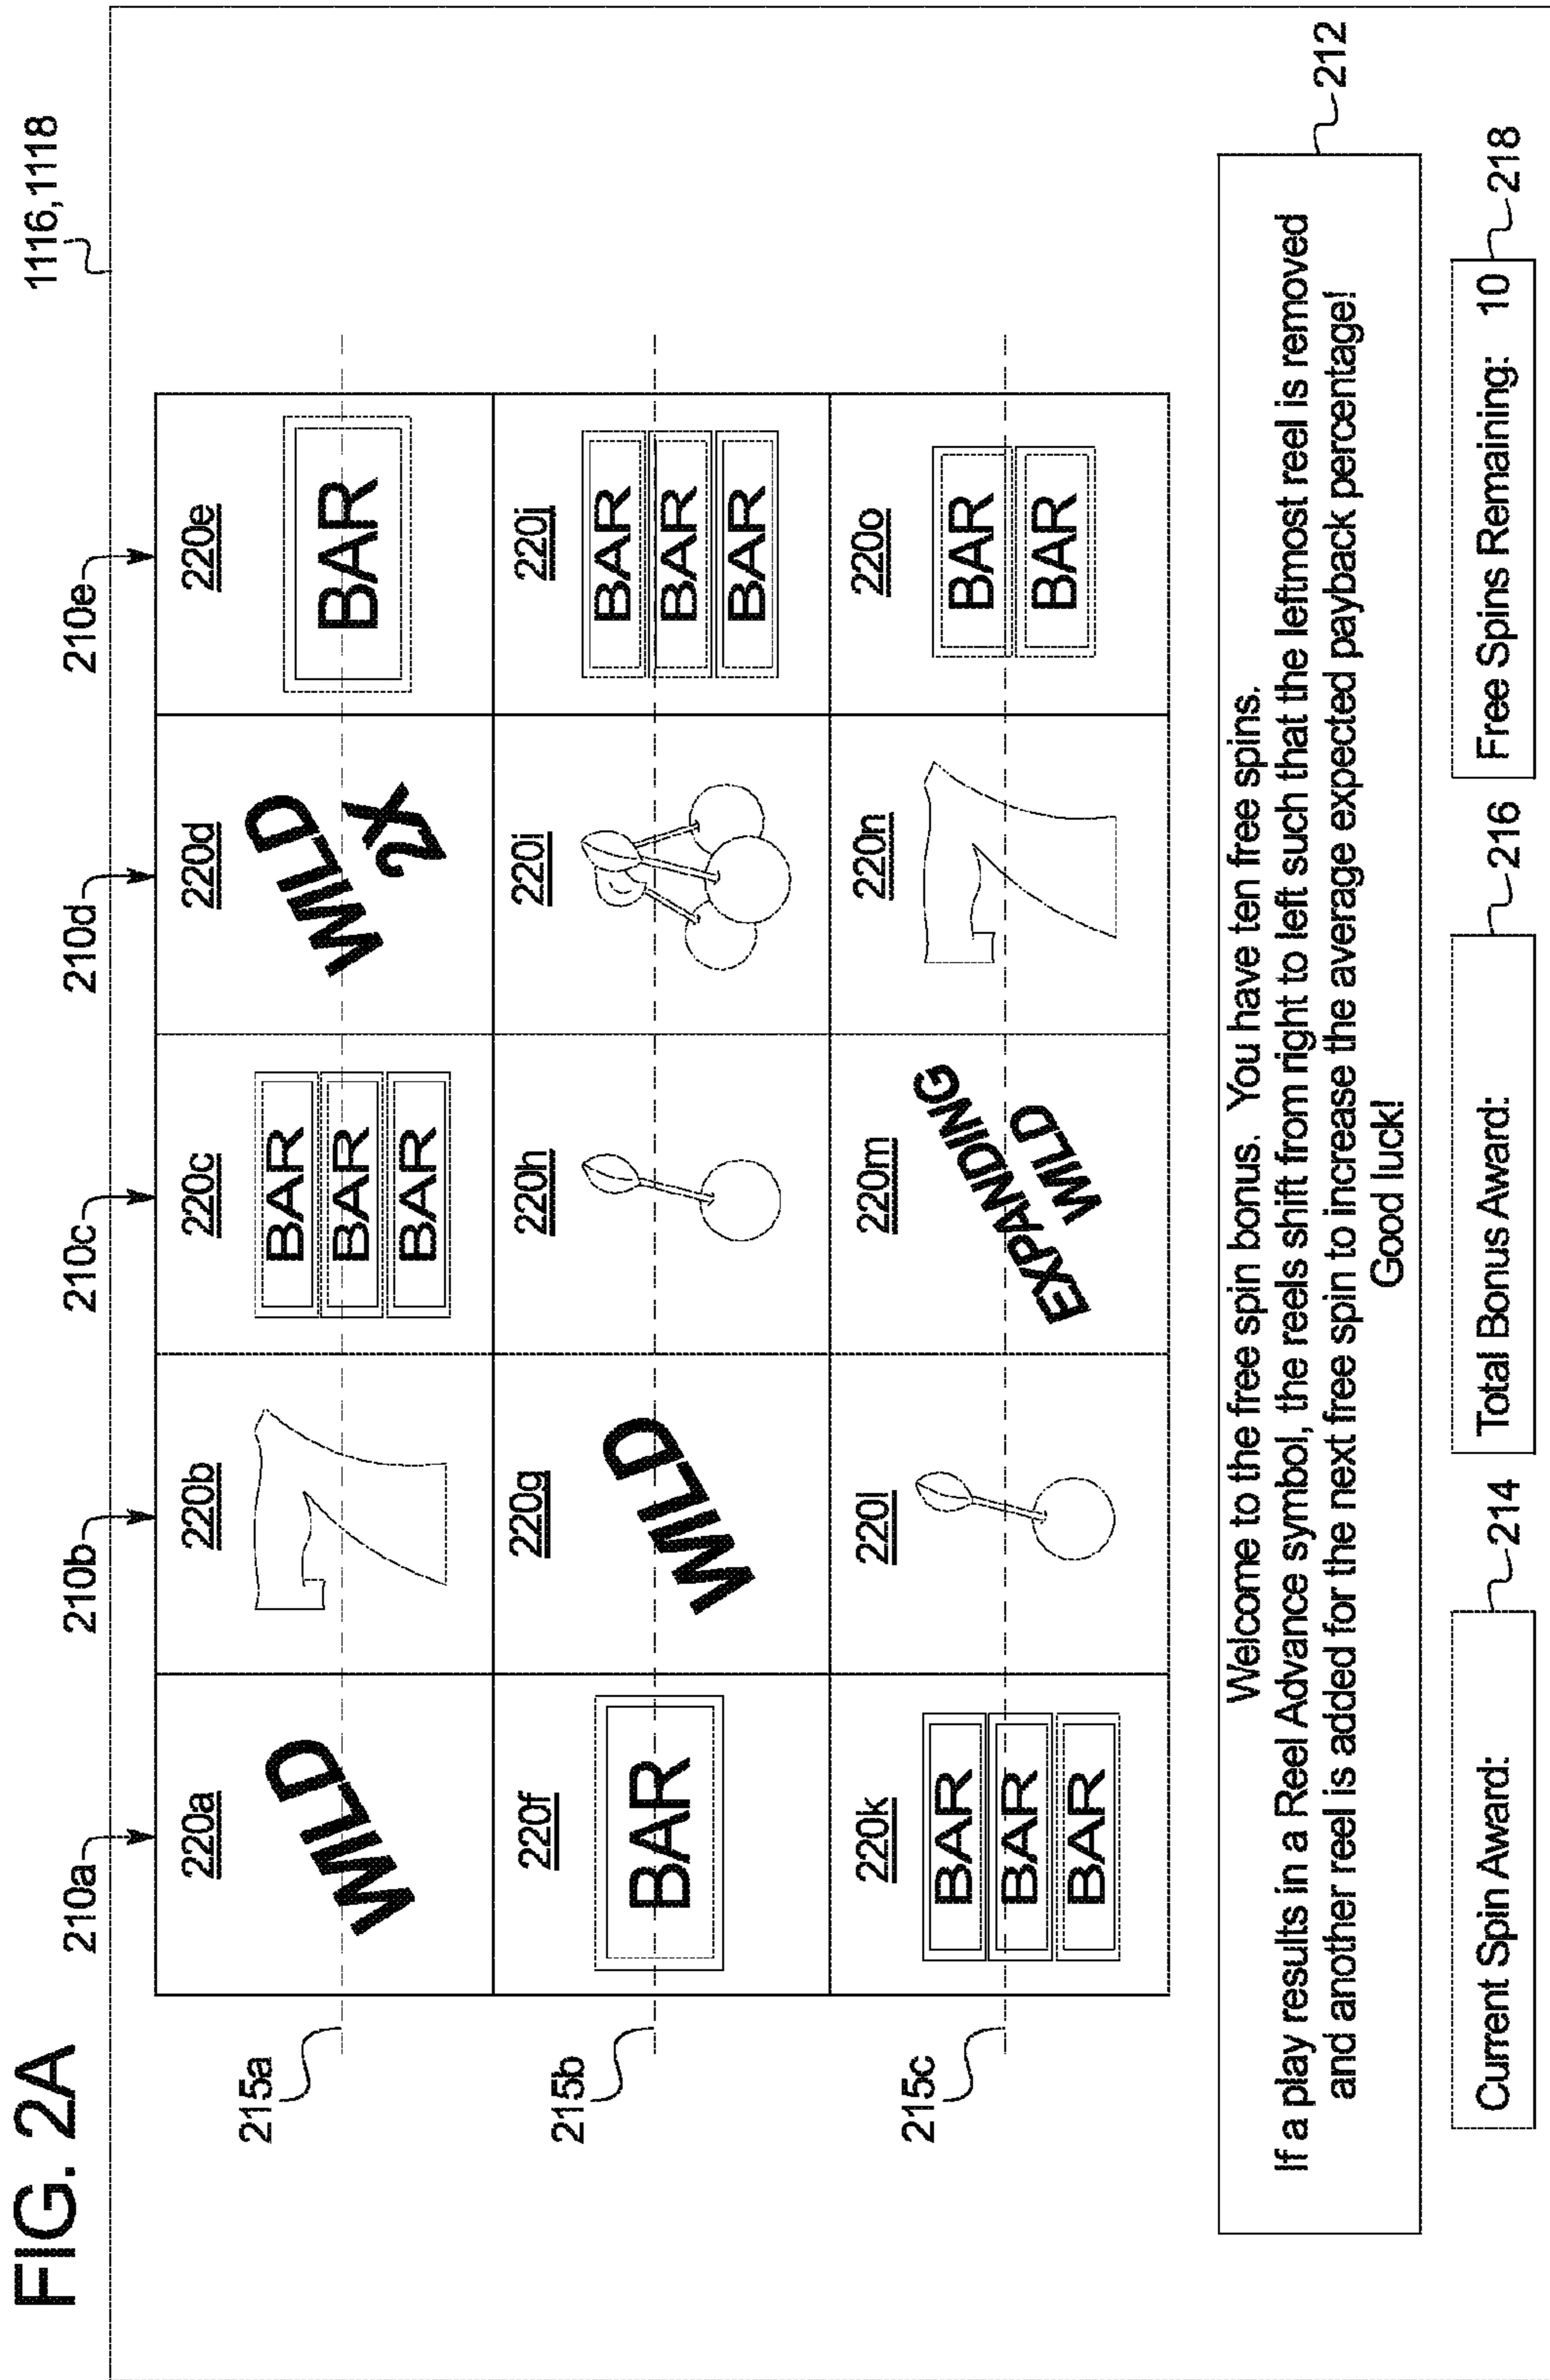 FIG. 2A
1116,1118
210a
210b
210c
210d
210e
215a
220a
WILD
220b
220c
BAR
BAR
BAR
220d
WILD
2X
220e
BAR
215b
220f
BAR
220g
WILD
220h
220i
220j
BAR
BAR
BAR
215c
220k
BAR
BAR
BAR
220l
220m
EXPANDING
WILD
220n
220o
BAR
BAR
Welcome to the free spin bonus. You have ten free spins.
If a play results in a Reel Advance symbol, the reels shift from right to left such that the leftmost reel is removed
and another reel is added for the next free spin to increase the average expected payback percentage!
Good luck!
212
Current Spin Award:
214
Total Bonus Award:
216
Free Spins Remaining: 10
218